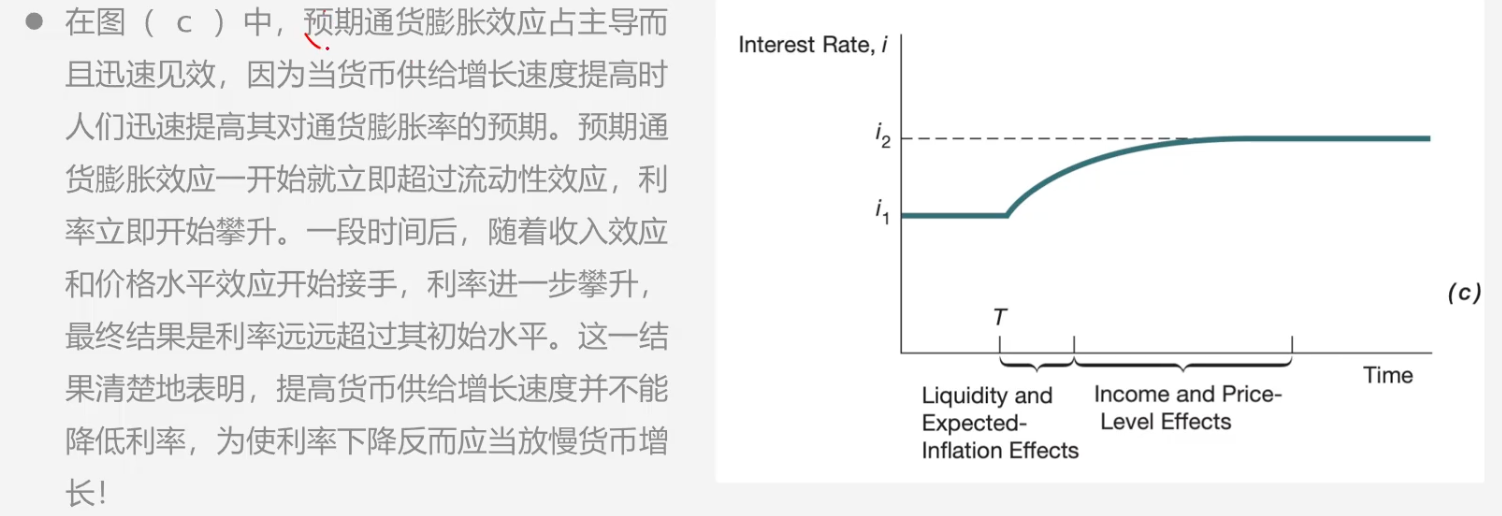 ● 在图（ c ）中，预期通货膨胀效应占主导而
且迅速见效，因为当货币供给增长速度提高时
人们迅速提高其对通货膨胀率的预期。预期通
货膨胀效应一开始就立即超过流动性效应，利
率立即开始攀升。一段时间后，随着收入效应
和价格水平效应开始接手，利率进一步攀升，
最终结果是利率远远超过其初始水平。这一结
果清楚地表明，提高货币供给增长速度并不能
降低利率，为使利率下降反而应当放慢货币增
长！
Interest Rate, i
i2
i1
(c)
T
Time
Liquidity and
Expected-
Inflation Effects
Income and Price-
Level Effects